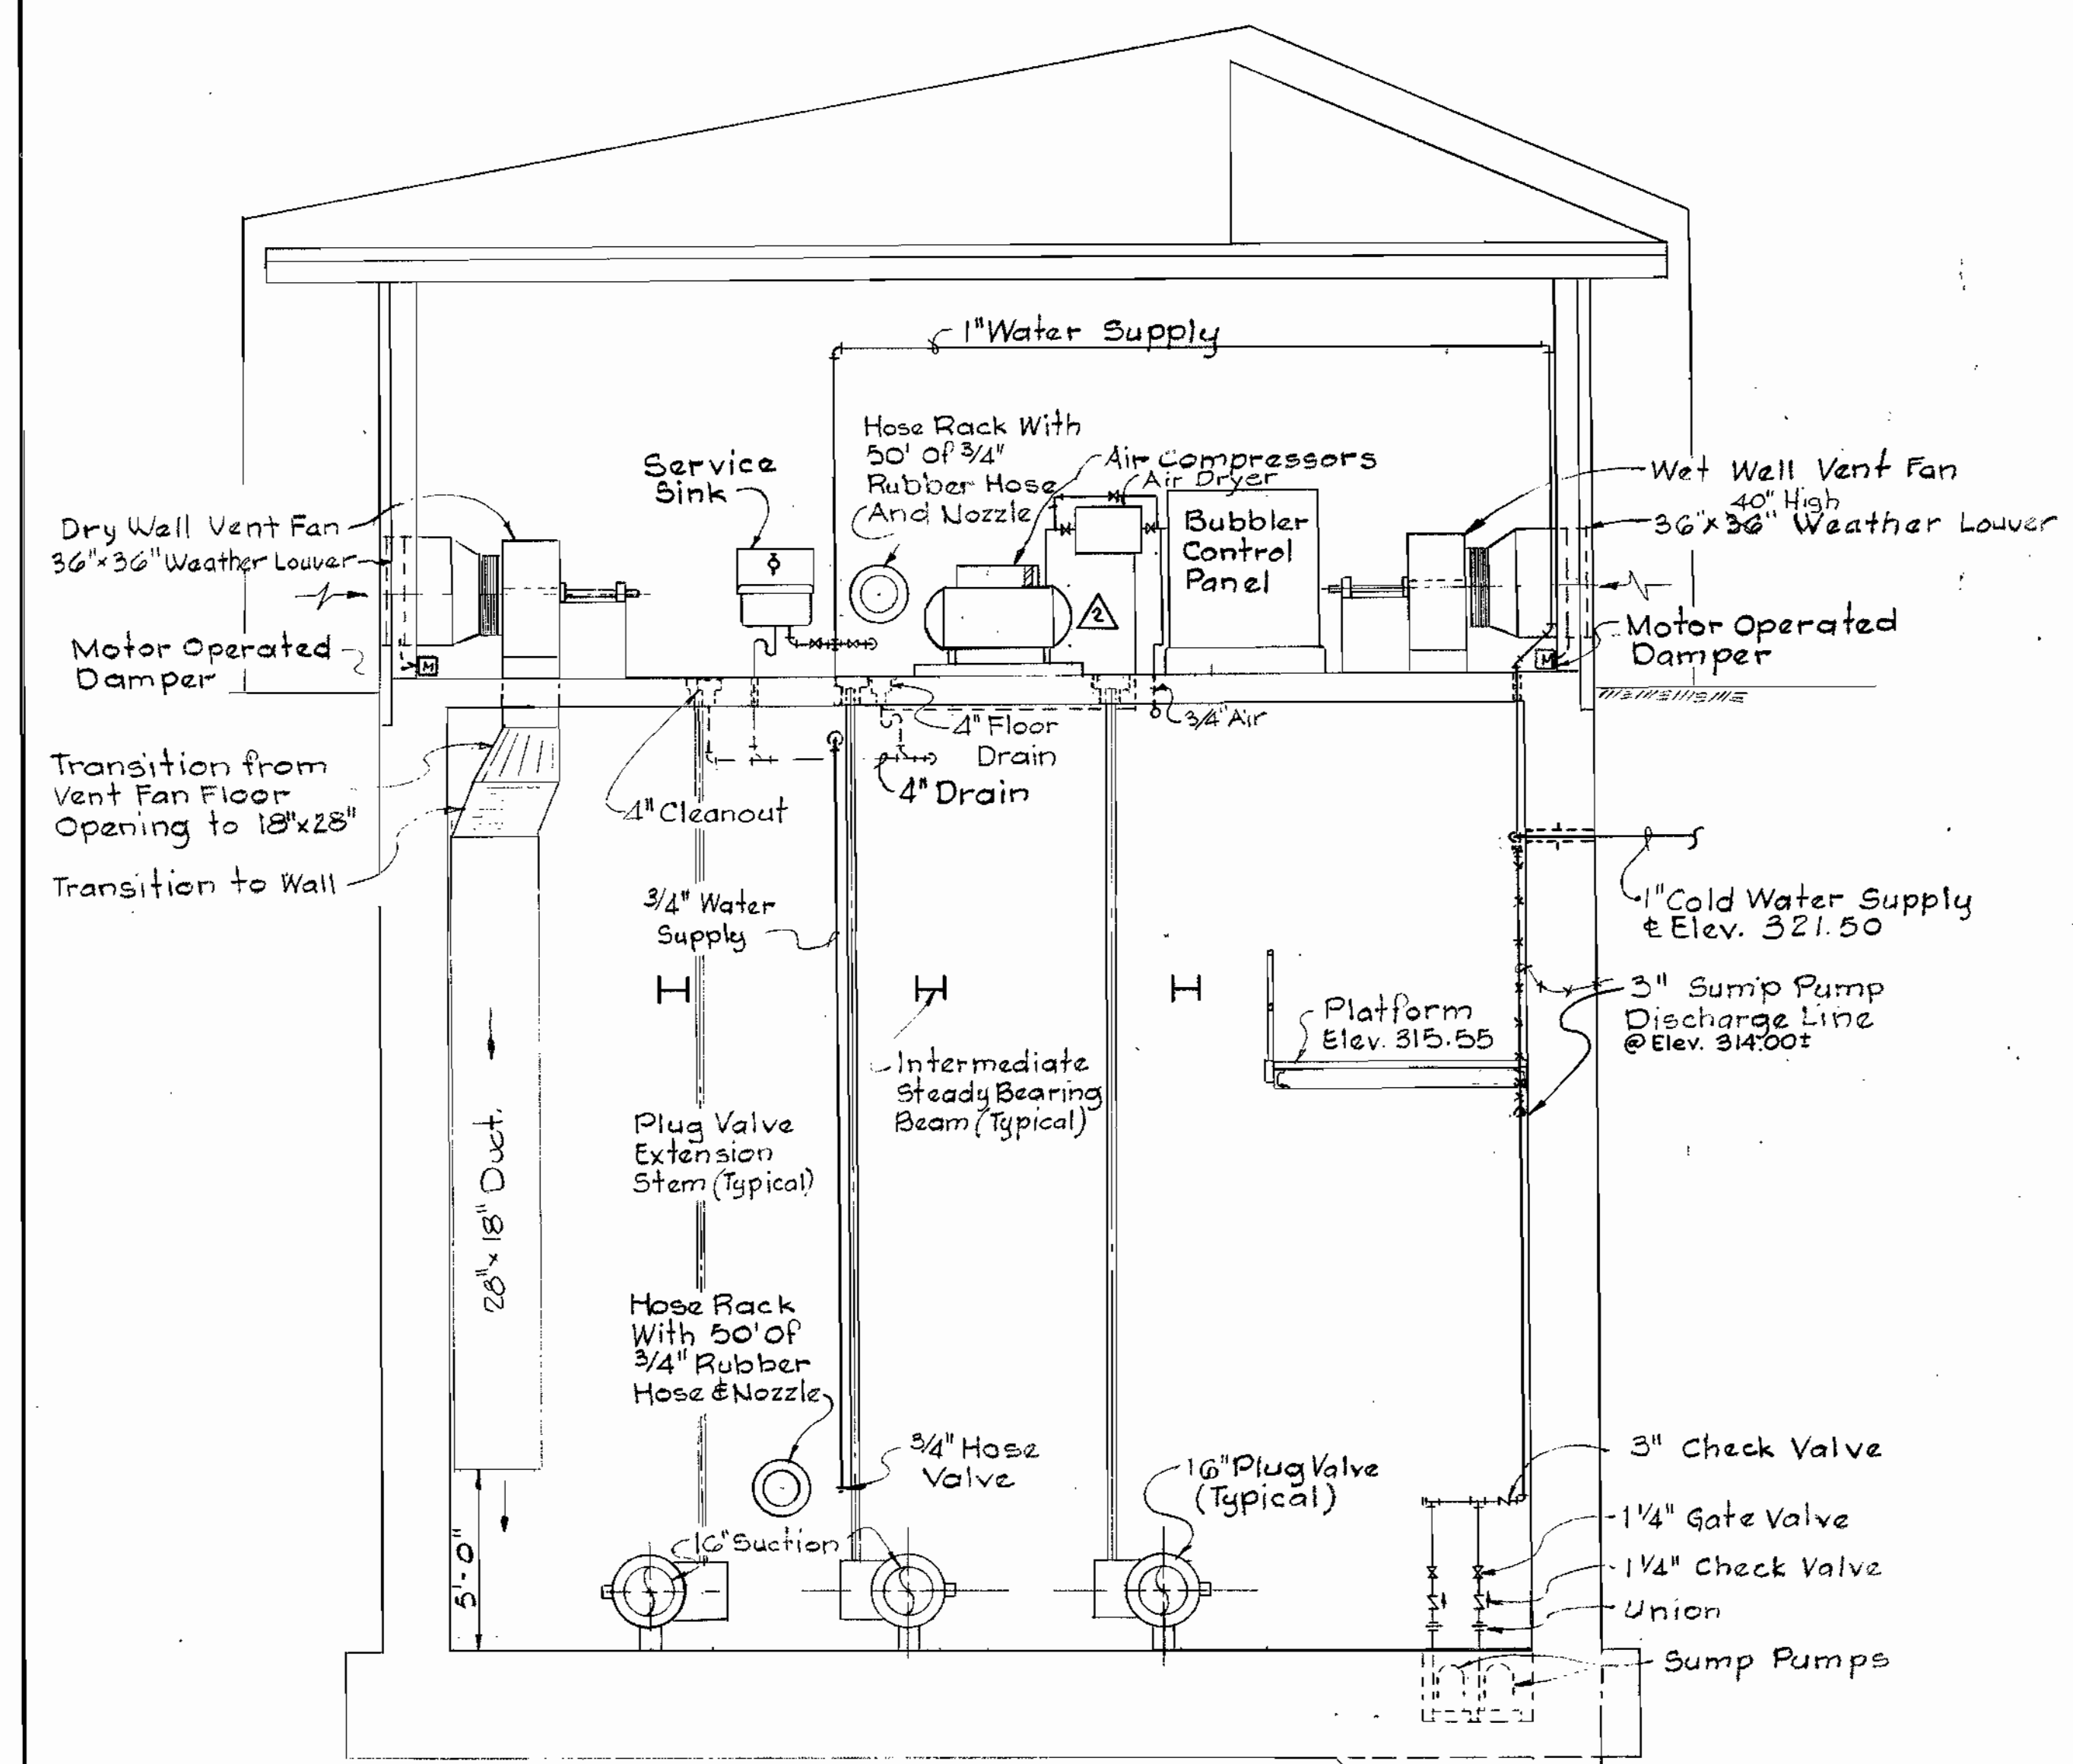 1" Water Supply
Hose Rack With
50' Of 3/4"
Rubber Hose
And Nozzle
Air Compressors
Air Dryer
Service
Sink
Bubbler
Control
Panel
Wet Well Vent Fan
40" High
36"x36" Weather Louver
Dry Well Vent Fan
36"x36" Weather Louver
2
Motor Operated
Damper
M
M
Motor Operated
Damper
4" Floor
Drain
3/4" Air
4" Drain
4" Cleanout
Transition from
Vent Fan Floor
Opening to 18"x28"
Transition to Wall
3/4" Water
Supply
1" Cold Water Supply
℄ Elev. 321.50
3" Sump Pump
Discharge Line
@ Elev. 314.00±
Platform
Elev. 315.55
Intermediate
Steady Bearing
Beam (Typical)
Plug Valve
Extension
Stem (Typical)
28"x 18" Duct.
Hose Rack
With 50' Of
3/4" Rubber
Hose & Nozzle
3/4" Hose
Valve
16" Plug Valve
(Typical)
16" Suction
5'-0"
3" Check Valve
1 1/4" Gate Valve
1 1/4" Check Valve
Union
Sump Pumps